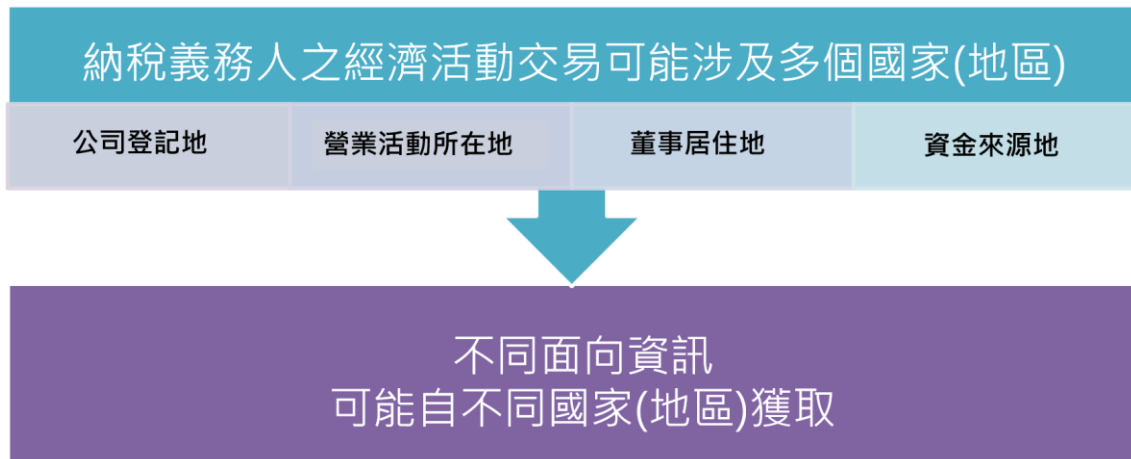 納稅義務人之經濟活動交易可能涉及多個國家(地區)
公司登記地
營業活動所在地
董事居住地
資金來源地
不同面向資訊
可能自不同國家(地區)獲取